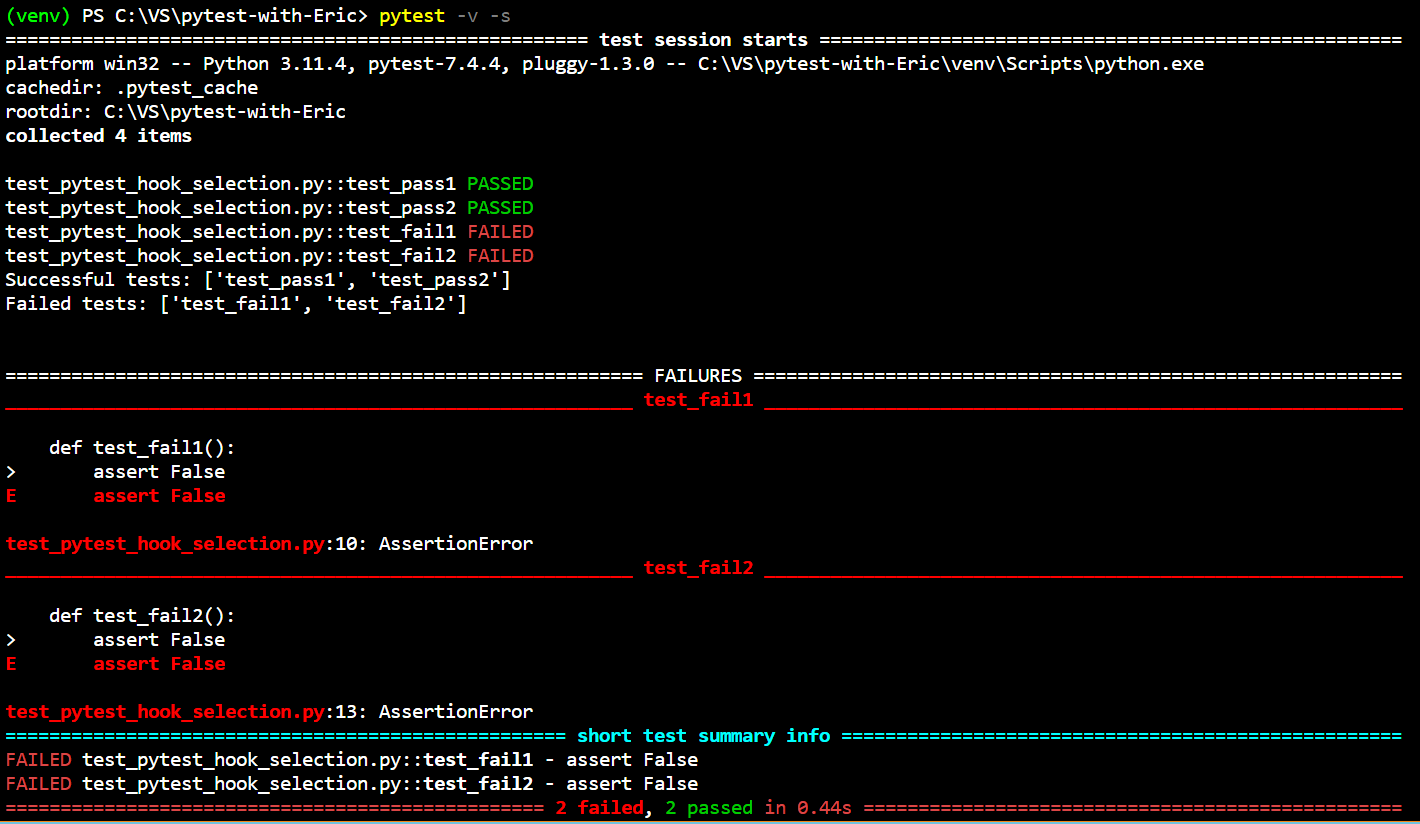 (venv) PS C:\VS\pytest-with-Eric> pytest -v -s
===================================================== test session starts =====================================================
platform win32 -- Python 3.11.4, pytest-7.4.4, pluggy-1.3.0 -- C:\VS\pytest-with-Eric\venv\Scripts\python.exe
cachedir: .pytest_cache
rootdir: C:\VS\pytest-with-Eric
collected 4 items
test_pytest_hook_selection.py::test_pass1 PASSED
test_pytest_hook_selection.py::test_pass2 PASSED
test_pytest_hook_selection.py::test_fail1 FAILED
test_pytest_hook_selection.py::test_fail2 FAILED
Successful tests: ['test_pass1', 'test_pass2']
Failed tests: ['test_fail1', 'test_fail2']
========================================================== FAILURES ===========================================================
_________________________________________________________ test_fail1 __________________________________________________________
    def test_fail1():
>       assert False
E       assert False
test_pytest_hook_selection.py:10: AssertionError
_________________________________________________________ test_fail2 __________________________________________________________
    def test_fail2():
>       assert False
E       assert False
test_pytest_hook_selection.py:13: AssertionError
=================================================== short test summary info ===================================================
FAILED test_pytest_hook_selection.py::test_fail1 - assert False
FAILED test_pytest_hook_selection.py::test_fail2 - assert False
================================================= 2 failed, 2 passed in 0.44s =================================================